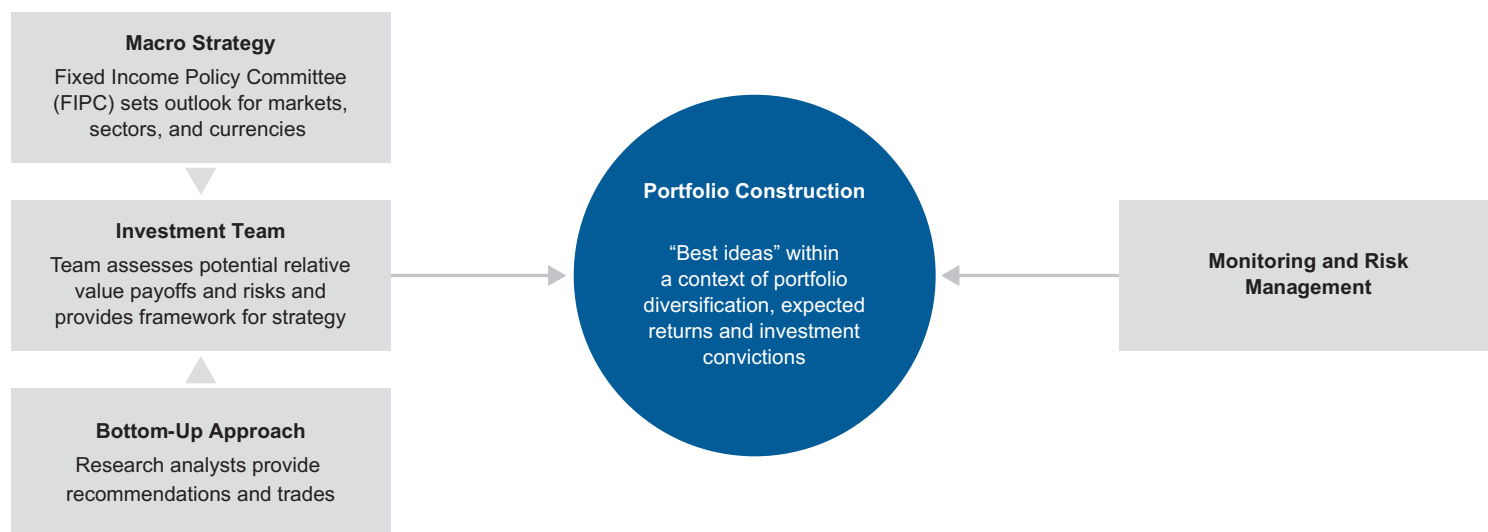 Macro Strategy
Fixed Income Policy Committee
(FIPC) sets outlook for markets,
sectors, and currencies
Investment Team
Team assesses potential relative
value payoffs and risks and
provides framework for strategy
Bottom-Up Approach
Research analysts provide
recommendations and trades
Portfolio Construction
“Best ideas” within
a context of portfolio
diversification, expected
returns and investment
convictions
Monitoring and Risk
Management